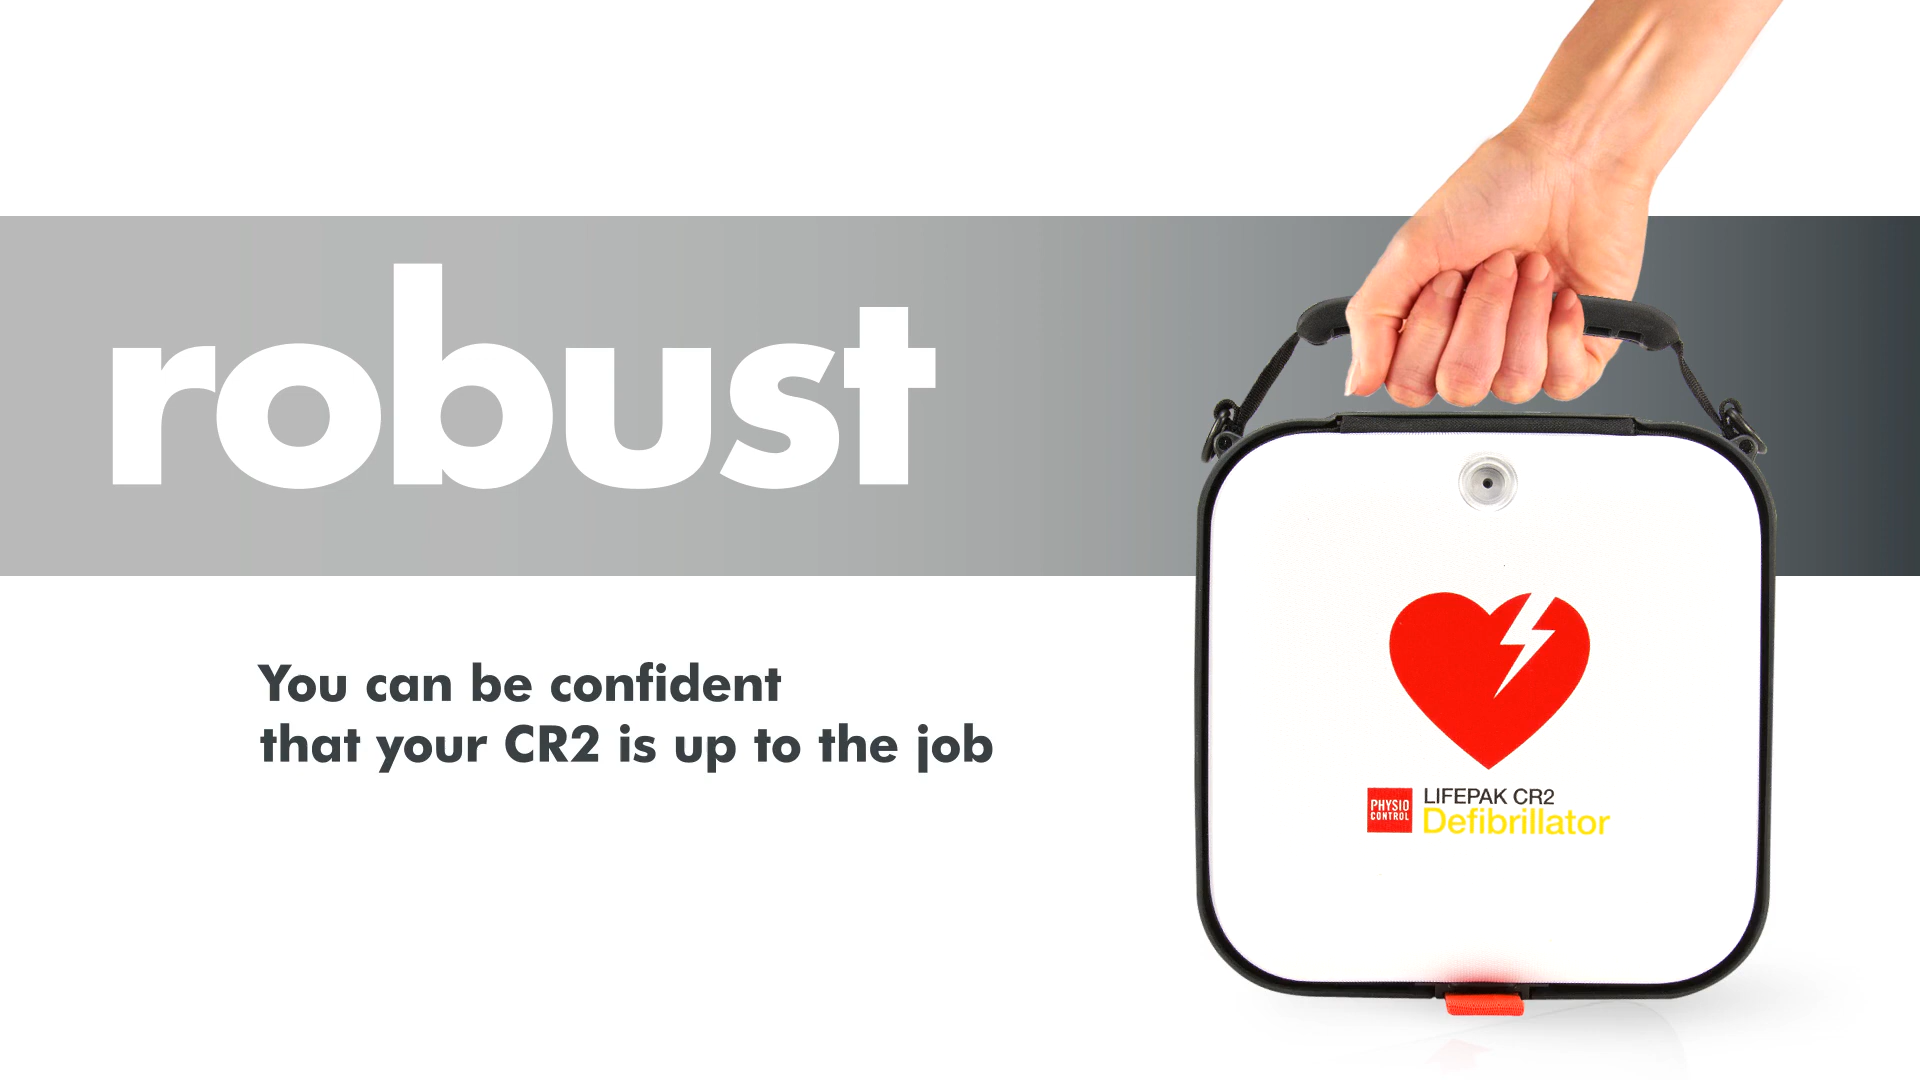 robust
You can be confident
that your CR2 is up to the job
PHYSIO
CONTROL
LIFEPAK CR2
Defibrillator